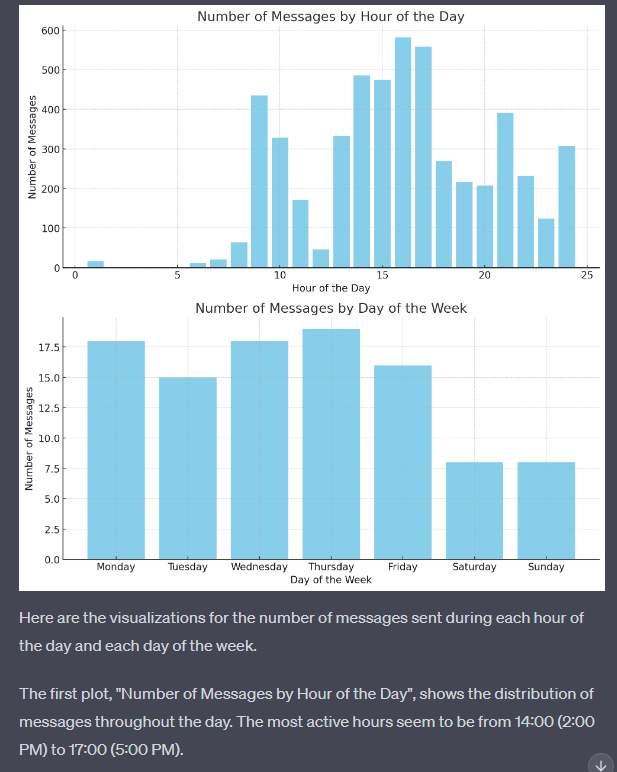 Number of Messages by Hour of the Day
600
500
400
300
200
100
0
Number of Messages
0 5 10 15 20 25
Hour of the Day
Number of Messages by Day of the Week
17.5
15.0
12.5
10.0
7.5
5.0
2.5
0.0
Number of Messages
Monday Tuesday Wednesday Thursday Friday Saturday Sunday
Day of the Week
Here are the visualizations for the number of messages sent during each hour of
the day and each day of the week.
The first plot, "Number of Messages by Hour of the Day", shows the distribution of
messages throughout the day. The most active hours seem to be from 14:00 (2:00
PM) to 17:00 (5:00 PM).